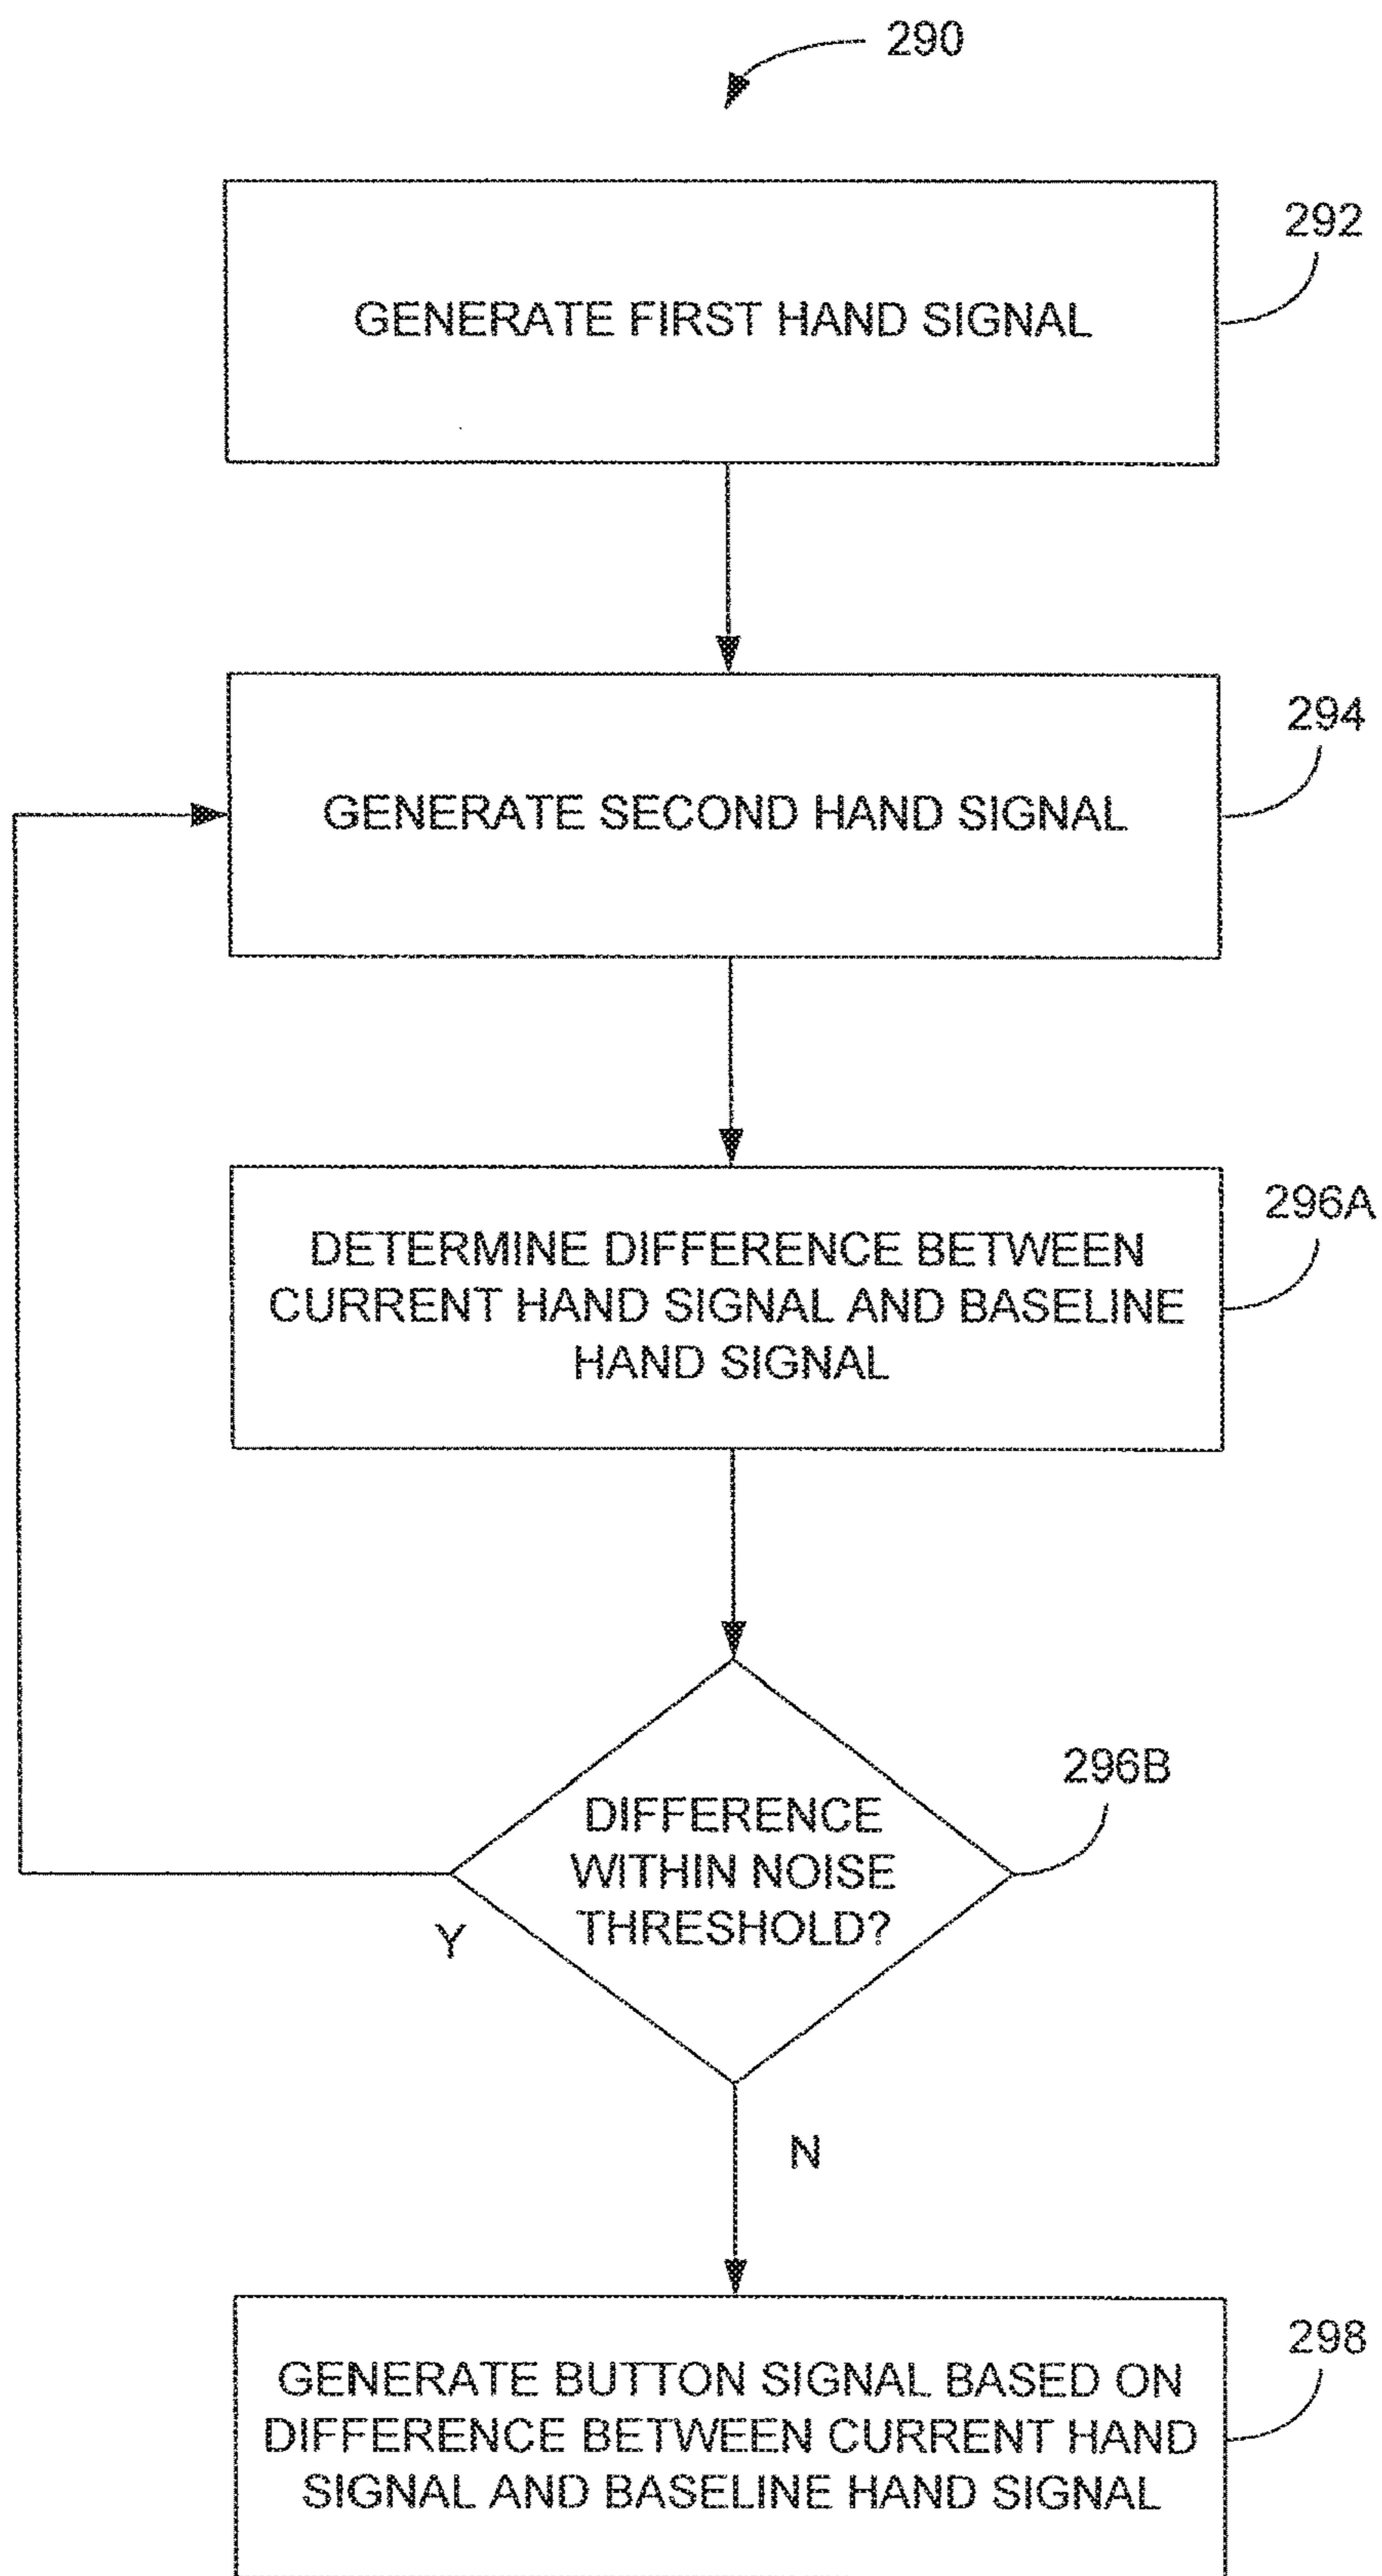 290
292
GENERATE FIRST HAND SIGNAL
294
GENERATE SECOND HAND SIGNAL
296A
DETERMINE DIFFERENCE BETWEEN
CURRENT HAND SIGNAL AND BASELINE
HAND SIGNAL
296B
DIFFERENCE
WITHIN NOISE
THRESHOLD?
Y
N
298
GENERATE BUTTON SIGNAL BASED ON
DIFFERENCE BETWEEN CURRENT HAND
SIGNAL AND BASELINE HAND SIGNAL